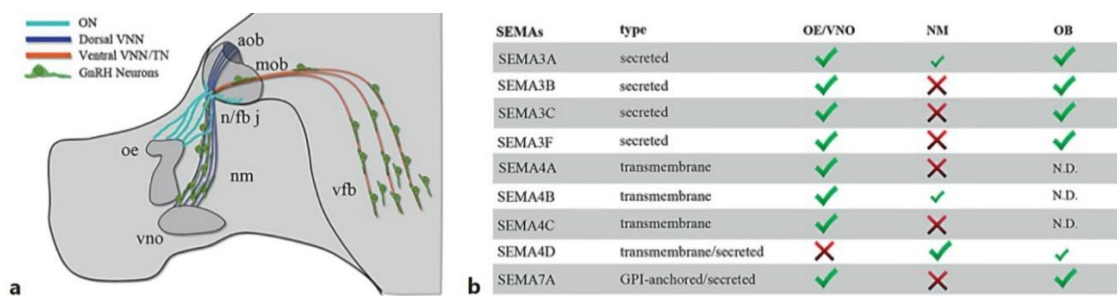 ON
Dorsal VNN
Ventral VNN/TN
GnRH Neurons
aob
mob
n/fb j
oe
nm
vfb
vno
a
SEMAs type OE/VNO NM OB
SEMA3A secreted
SEMA3B secreted
SEMA3C secreted
SEMA3F secreted
SEMA4A transmembrane N.D.
SEMA4B transmembrane N.D.
SEMA4C transmembrane N.D.
SEMA4D transmembrane/secreted
SEMA7A GPI-anchored/secreted
b